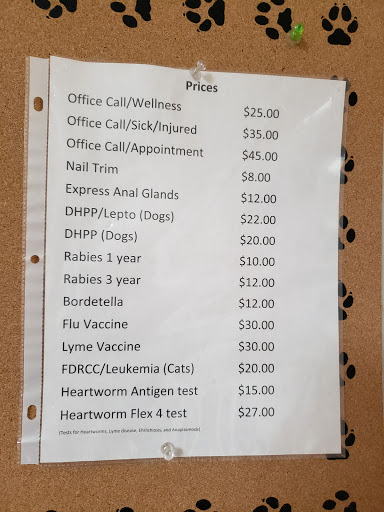 Prices
Office Call/Wellness $25.00
Office Call/Sick/Injured $35.00
Office Call/Appointment $45.00
Nail Trim $8.00
Express Anal Glands $12.00
DHPP/Lepto (Dogs) $22.00
DHPP (Dogs) $20.00
Rabies 1 year $10.00
Rabies 3 year $12.00
Bordetella $12.00
Flu Vaccine $30.00
Lyme Vaccine $30.00
FDRCC/Leukemia (Cats) $20.00
Heartworm Antigen test $15.00
Heartworm Flex 4 test $27.00
(Tests for Heartworms, Lyme disease, Ehrlichiosis, and Anaplasmosis)